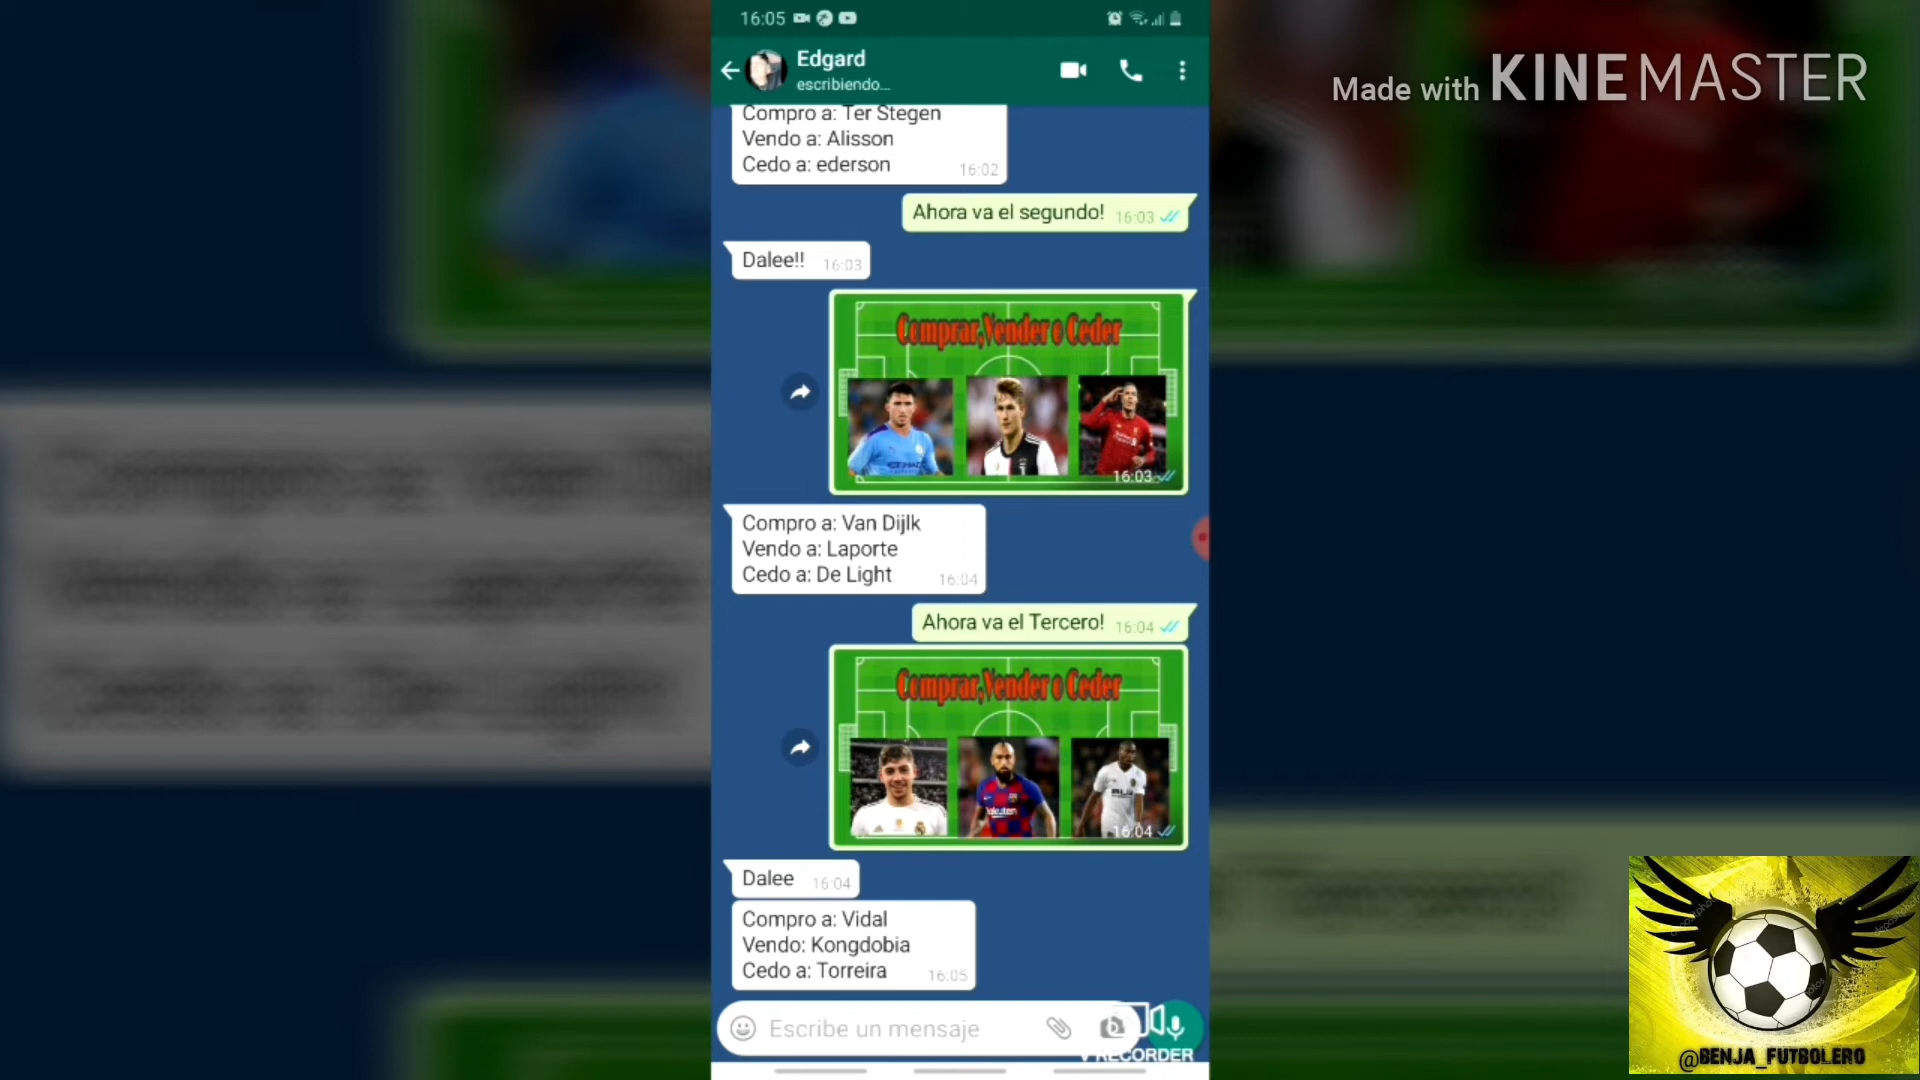 16:05
Edgard
escribiendo...
Made with KINEMASTER
Compro a: Ter Stegen
Vendo a: Alisson
Cedo a: ederson
16:02
Ahora va el segundo! 16:03
Dalee!! 16:03
Comprar,Vender o Ceder
16:03
Compro a: Van Dijlk
Vendo a: Laporte
Cedo a: De Light 16:04
Ahora va el Tercero! 16:04
Comprar,Vender o Ceder
Rakuten
16:04
Dalee 16:04
Compro a: Vidal
Vendo: Kongdobia
Cedo a: Torreira 16:05
Escribe un mensaje
V RECORDER
@BENJA_FUTBOLERO